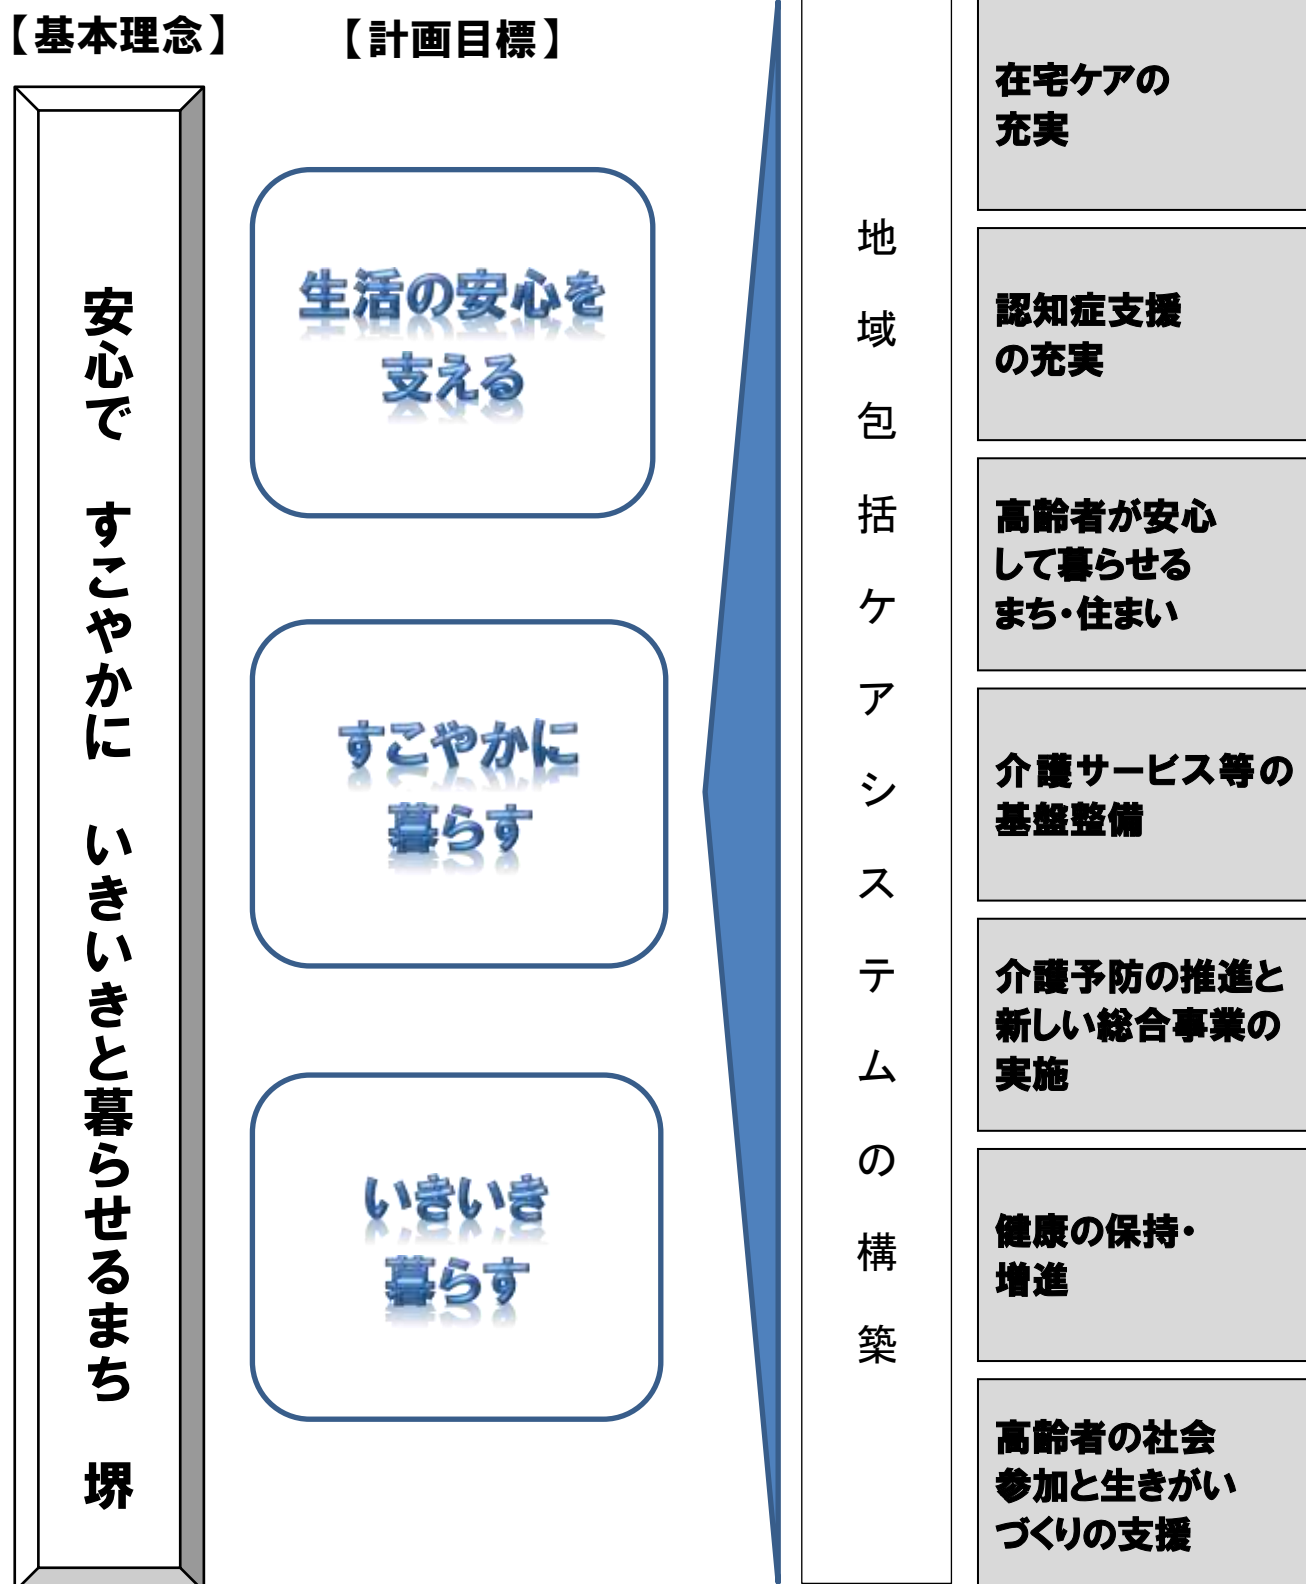 【基本理念】
【計画目標】
安心で　すこやかに　いきいきと暮らせるまち　堺
生活の安心を
支える
すこやかに
暮らす
いきいき
暮らす
地域包括ケアシステムの構築
在宅ケアの
充実
認知症支援
の充実
高齢者が安心
して暮らせる
まち・住まい
介護サービス等の
基盤整備
介護予防の推進と
新しい総合事業の
実施
健康の保持・
増進
高齢者の社会
参加と生きがい
づくりの支援